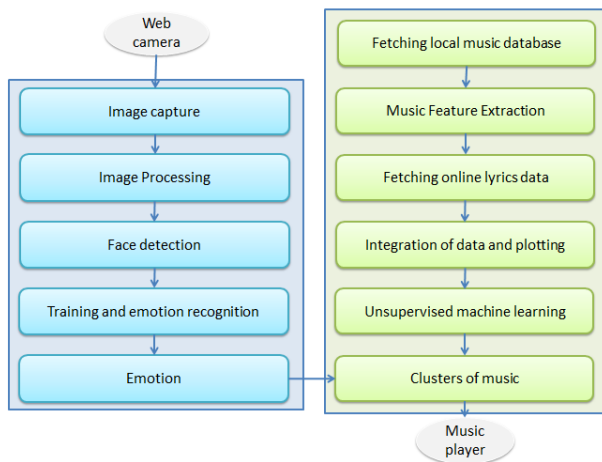 Web
camera
Image capture
Image Processing
Face detection
Training and emotion recognition
Emotion
Fetching local music database
Music Feature Extraction
Fetching online lyrics data
Integration of data and plotting
Unsupervised machine learning
Clusters of music
Music
player